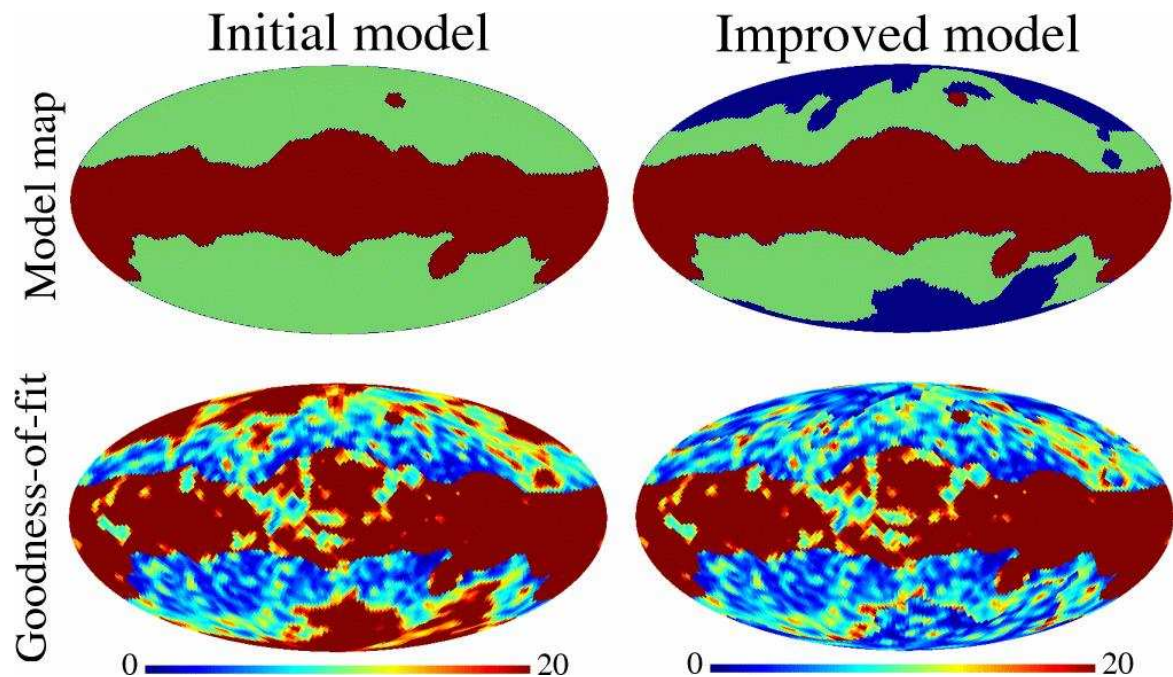 Initial model
Improved model
Model map
Goodness-of-fit
0
20
0
20